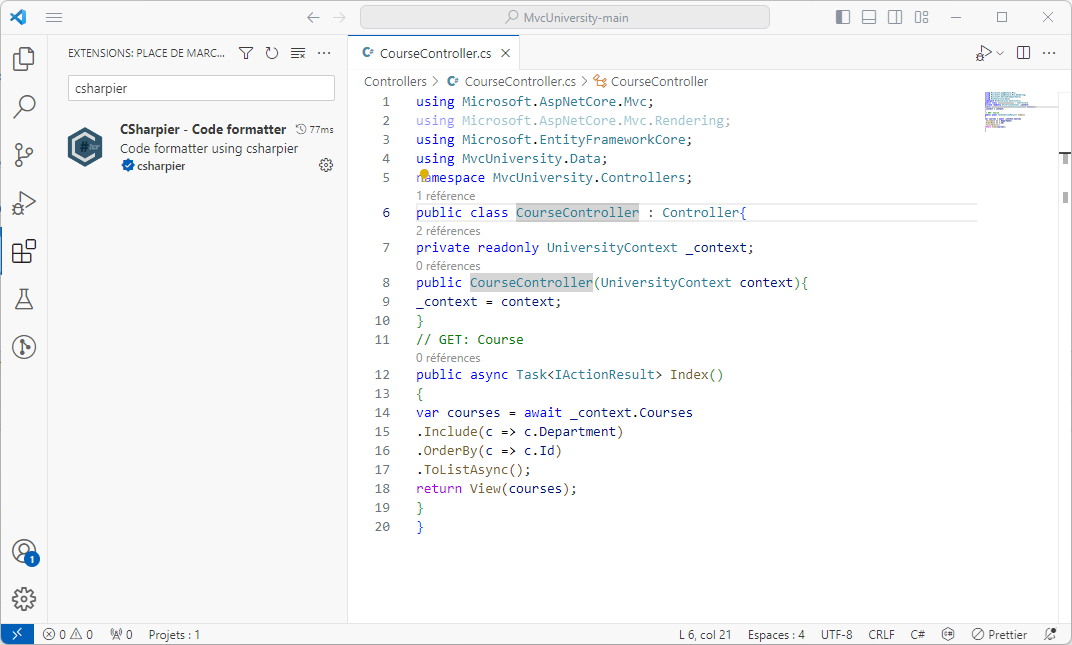 MvcUniversity-main
EXTENSIONS: PLACE DE MARC...
csharpier
CSharpier - Code formatter 77ms
Code formatter using csharpier
csharpier
CourseController.cs
Controllers > CourseController.cs > CourseController
1 using Microsoft.AspNetCore.Mvc;
2 using Microsoft.AspNetCore.Mvc.Rendering;
3 using Microsoft.EntityFrameworkCore;
4 using MvcUniversity.Data;
5 namespace MvcUniversity.Controllers;
1 référence
6 public class CourseController : Controller{
2 références
7 private readonly UniversityContext _context;
0 références
8 public CourseController(UniversityContext context){
9 _context = context;
10 }
11 // GET: Course
0 références
12 public async Task<IActionResult> Index()
13 {
14 var courses = await _context.Courses
15 .Include(c => c.Department)
16 .OrderBy(c => c.Id)
17 .ToListAsync();
18 return View(courses);
19 }
20 }
1
0 0 0 Projets : 1 L 6, col 21 Espaces : 4 UTF-8 CRLF C# Prettier